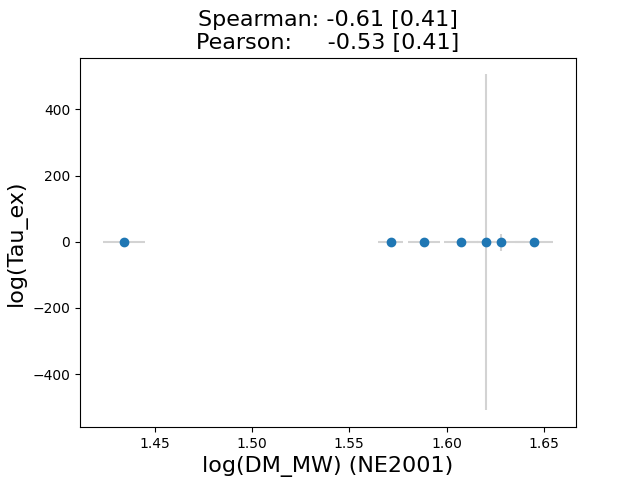 Spearman: -0.61 [0.41]
Pearson: -0.53 [0.41]
log(Tau_ex)
400
200
0
−200
−400
1.45 1.50 1.55 1.60 1.65
log(DM_MW) (NE2001)